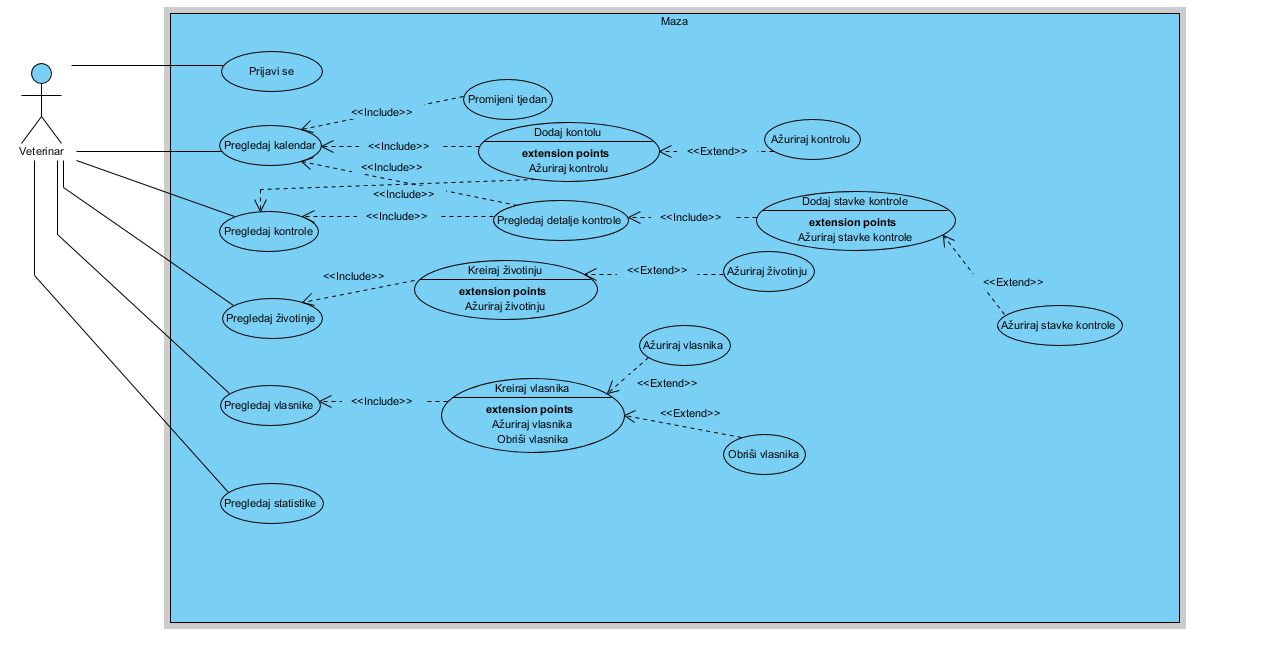 Maza
Prijavi se
Promijeni tjedan
<<Include>>
Veterinar
Pregledaj kalendar
<<Include>>
Dodaj kontolu
extension points
Ažuriraj kontrolu
<<Extend>>
Ažuriraj kontrolu
<<Include>>
<<Include>>
Pregledaj kontrole
<<Include>>
Pregledaj detalje kontrole
<<Include>>
Dodaj stavke kontrole
extension points
Ažuriraj stavke kontrole
<<Include>>
Kreiraj životinju
extension points
Ažuriraj životinju
<<Extend>>
Ažuriraj životinju
<<Extend>>
Pregledaj životinje
Ažuriraj stavke kontrole
Ažuriraj vlasnika
<<Extend>>
Pregledaj vlasnike
<<Include>>
Kreiraj vlasnika
extension points
Ažuriraj vlasnika
Obriši vlasnika
<<Extend>>
Obriši vlasnika
Pregledaj statistike